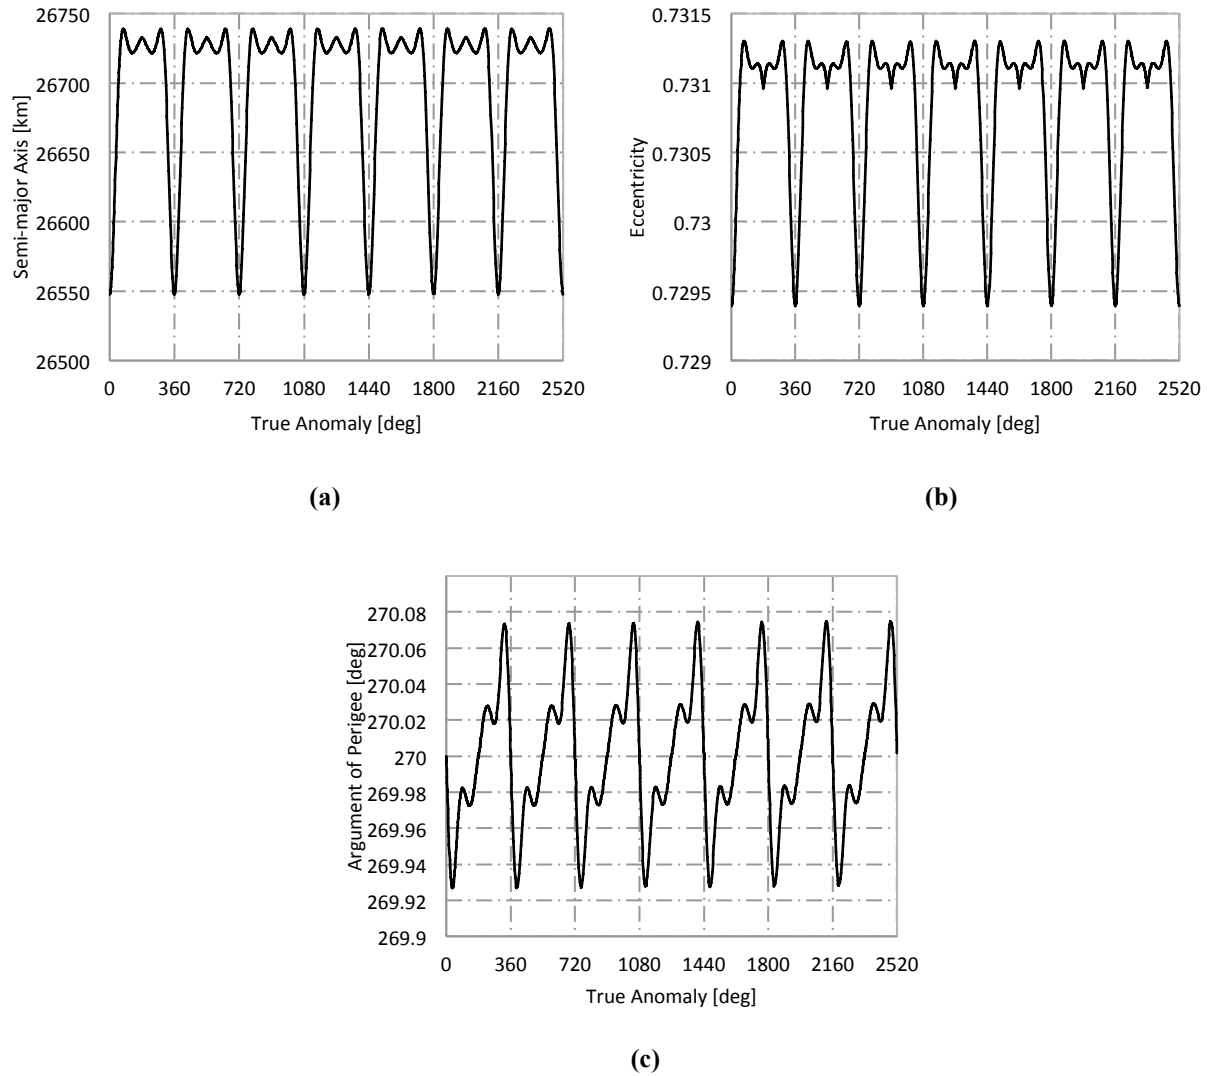 26750
26700
26650
26600
26550
26500
Semi-major Axis [km]
0 360 720 1080 1440 1800 2160 2520
True Anomaly [deg]
(a)
0.7315
0.731
0.7305
0.73
0.7295
0.729
Eccentricity
0 360 720 1080 1440 1800 2160 2520
True Anomaly [deg]
(b)
270.08
270.06
270.04
270.02
270
269.98
269.96
269.94
269.92
269.9
Argument of Perigee [deg]
0 360 720 1080 1440 1800 2160 2520
True Anomaly [deg]
(c)